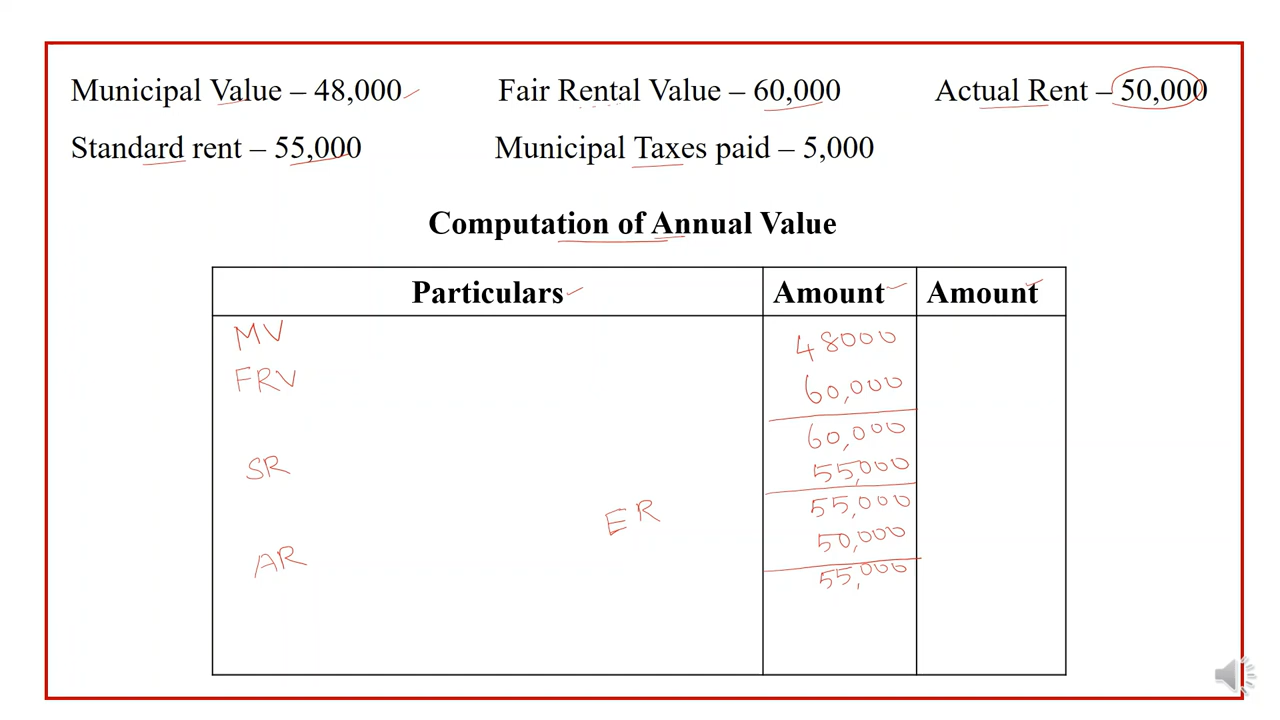 Municipal Value – 48,000 Fair Rental Value – 60,000 Actual Rent – 50,000
Standard rent – 55,000 Municipal Taxes paid – 5,000
Computation of Annual Value
Particulars Amount Amount
MV 48000
FRV 60,000
60,000
SR 55,000
ER 55,000
AR 50,000
55,000